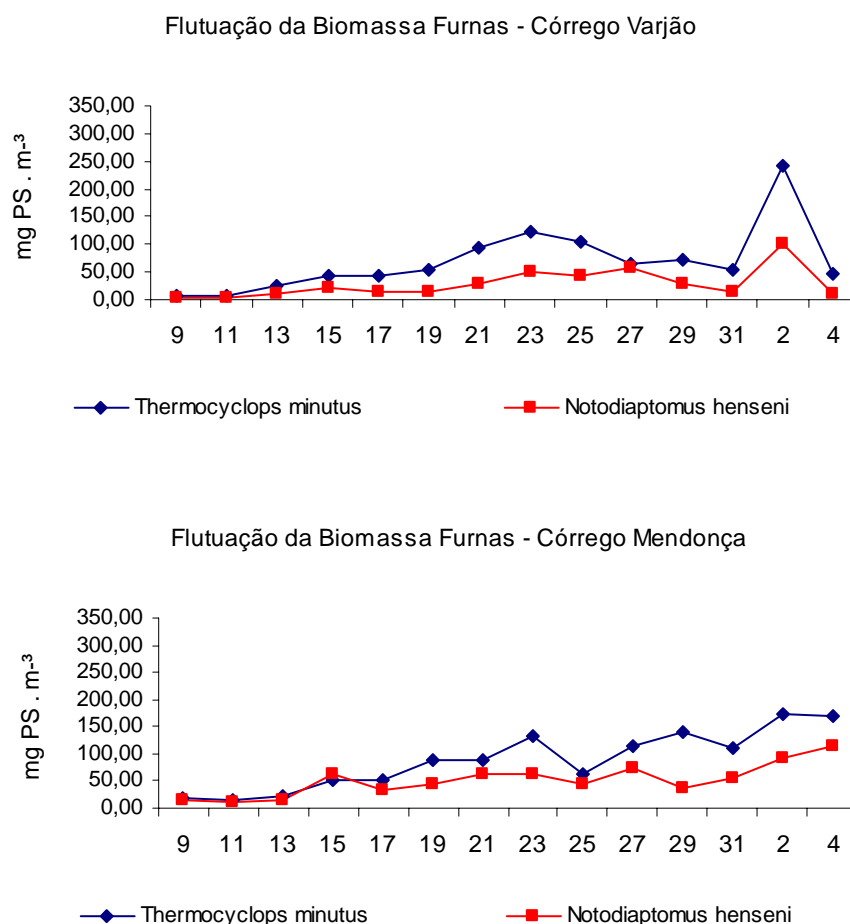 Flutuação da Biomassa Furnas - Córrego Varjão
mg PS . m-³
350,00
300,00
250,00
200,00
150,00
100,00
50,00
0,00
9 11 13 15 17 19 21 23 25 27 29 31 2 4
Thermocyclops minutus Notodiaptomus henseni
Flutuação da Biomassa Furnas - Córrego Mendonça
mg PS . m-³
350,00
300,00
250,00
200,00
150,00
100,00
50,00
0,00
9 11 13 15 17 19 21 23 25 27 29 31 2 4
Thermocyclops minutus Notodiaptomus henseni